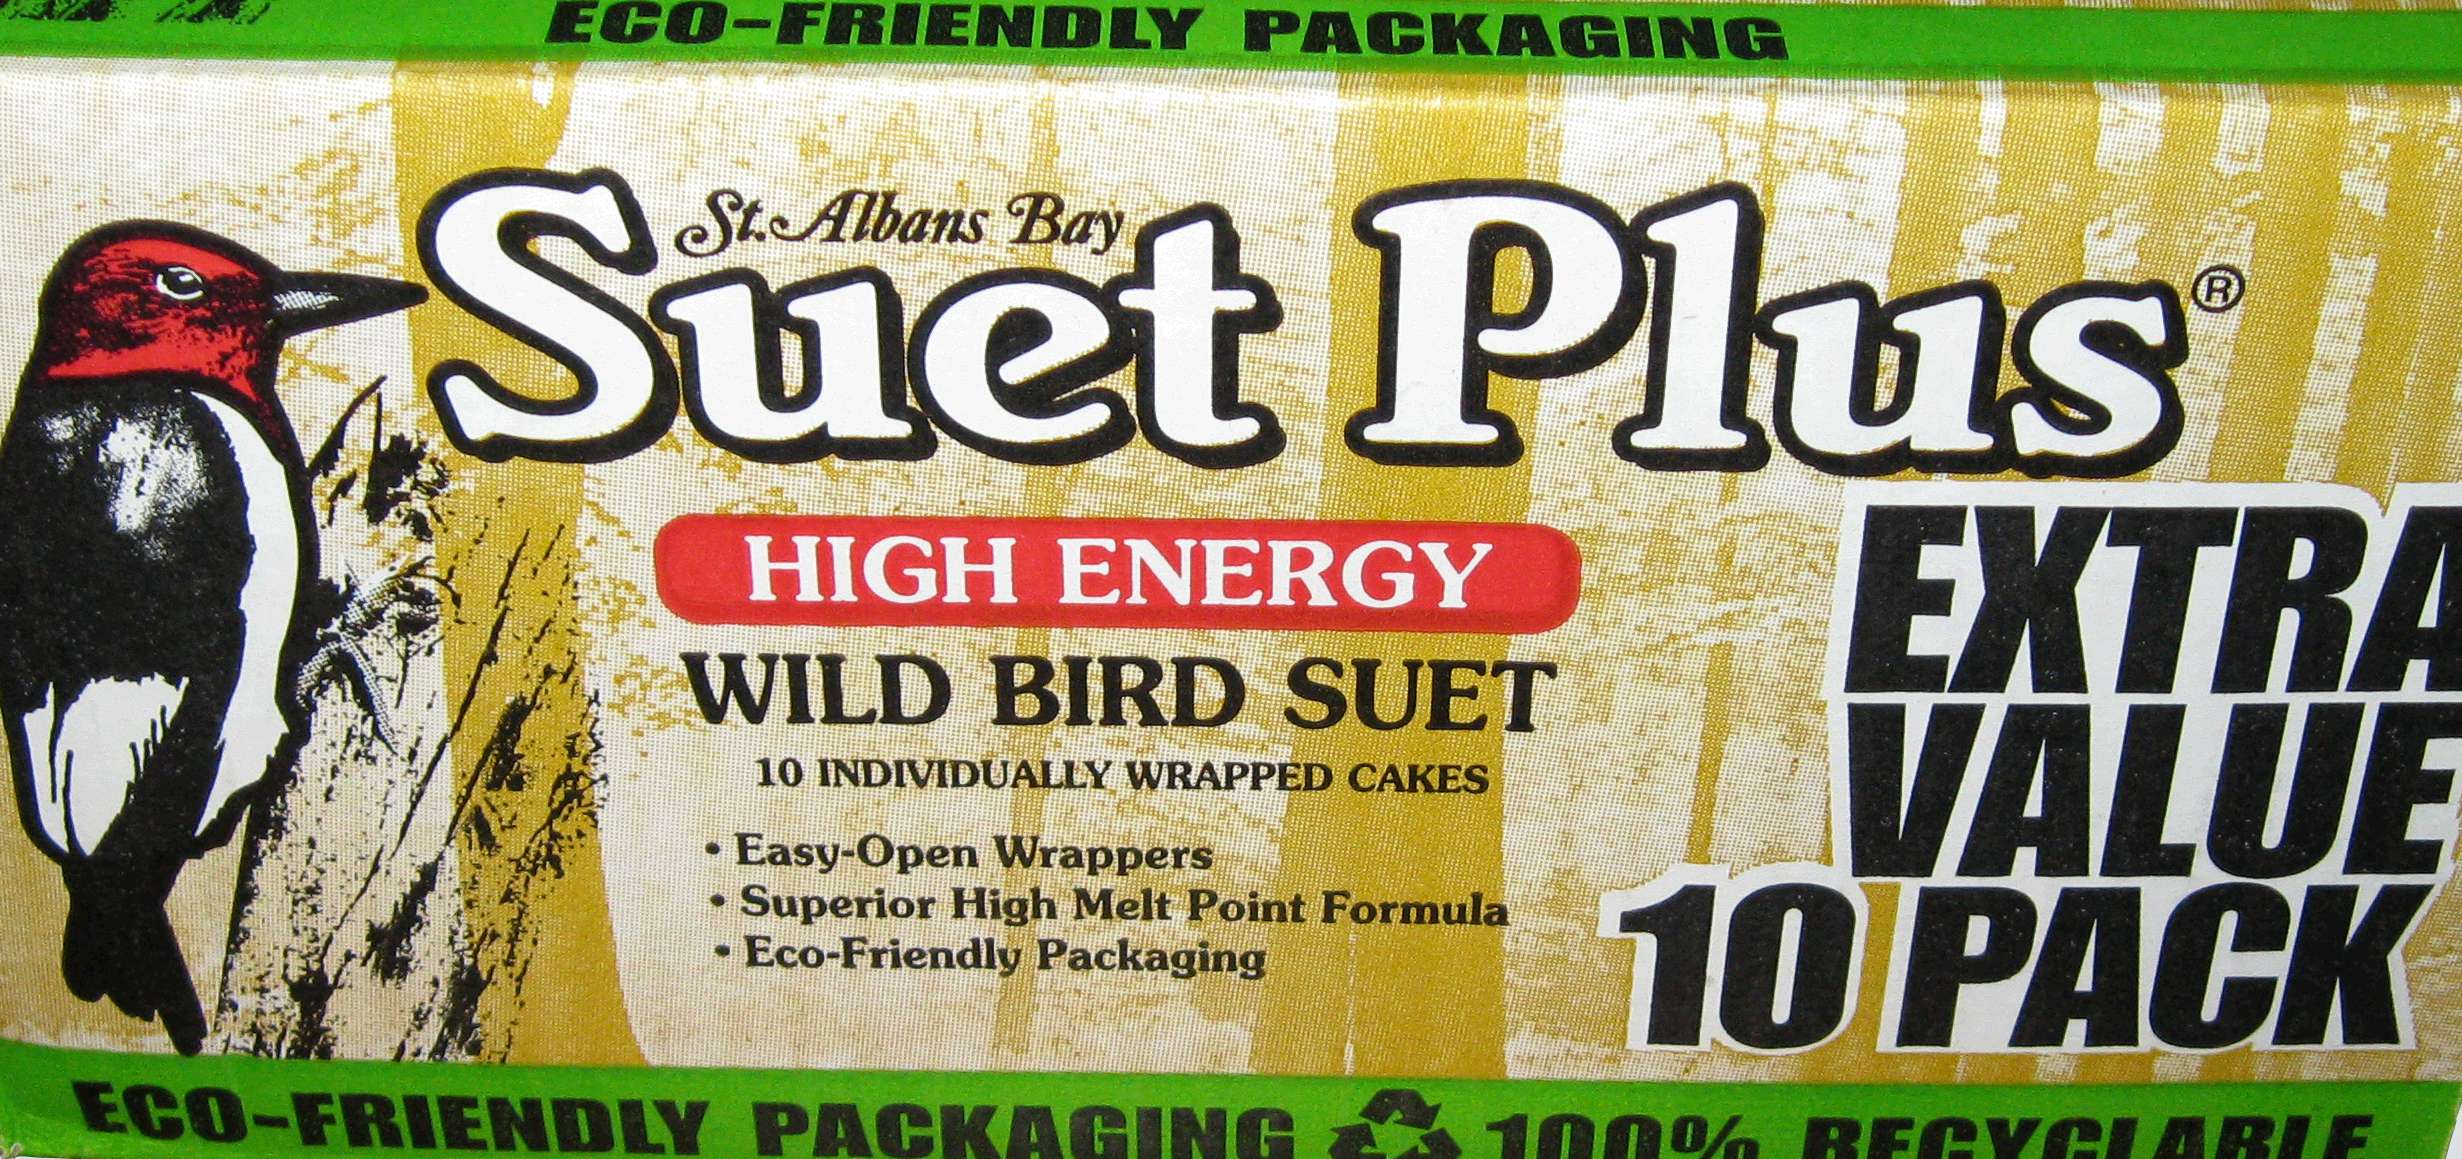 ECO-FRIENDLY PACKAGING
St. Albans Bay
Suet Plus®
HIGH ENERGY
WILD BIRD SUET
10 INDIVIDUALLY WRAPPED CAKES
• Easy-Open Wrappers
• Superior High Melt Point Formula
• Eco-Friendly Packaging
EXTRA
VALUE
10 PACK
ECO-FRIENDLY PACKAGING 100% RECYCLABLE